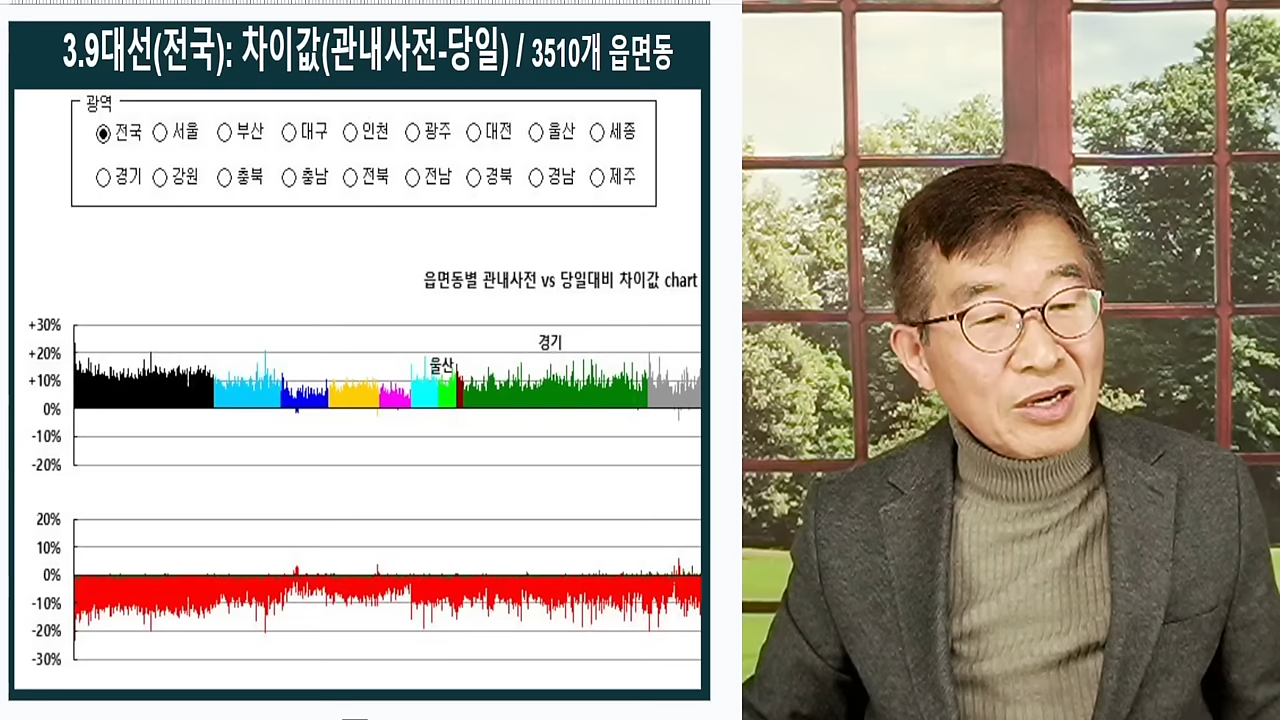 3.9대선(전국): 차이값(관내사전-당일) / 3510개 읍면동
광역
전국 서울 부산 대구 인천 광주 대전 울산 세종
경기 강원 충북 충남 전북 전남 경북 경남 제주
읍면동별 관내사전 vs 당일대비 차이값 chart
+30%
경기
+20%
울산
+10%
0%
-10%
-20%
20%
10%
0%
-10%
-20%
-30%